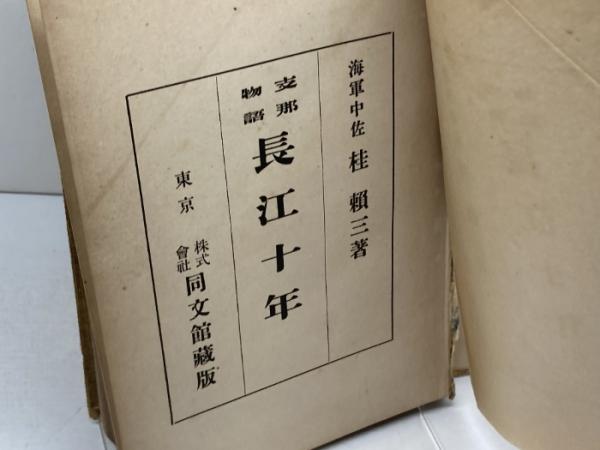 海軍中佐 桂 賴三著
支那物語 長江十年
東京 株式會社 同文館藏版